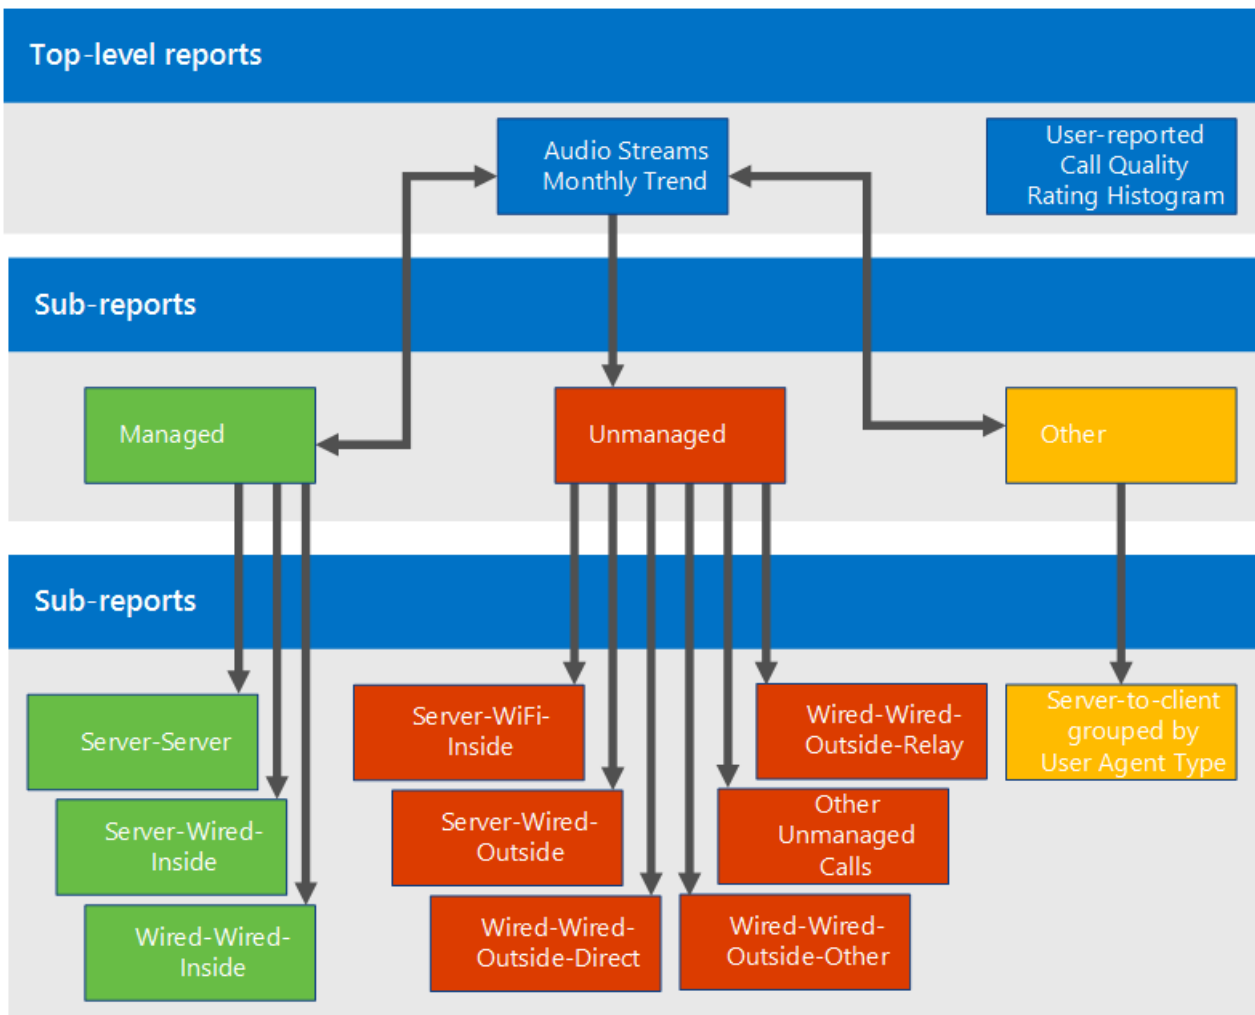 Top-level reports
Audio Streams
Monthly Trend
User-reported
Call Quality
Rating Histogram
Sub-reports
Managed
Unmanaged
Other
Sub-reports
Server-Server
Server-Wired-
Inside
Wired-Wired-
Inside
Server-WiFi-
Inside
Server-Wired-
Outside
Wired-Wired-
Outside-Direct
Wired-Wired-
Outside-Relay
Other
Unmanaged
Calls
Wired-Wired-
Outside-Other
Server-to-client
grouped by
User Agent Type